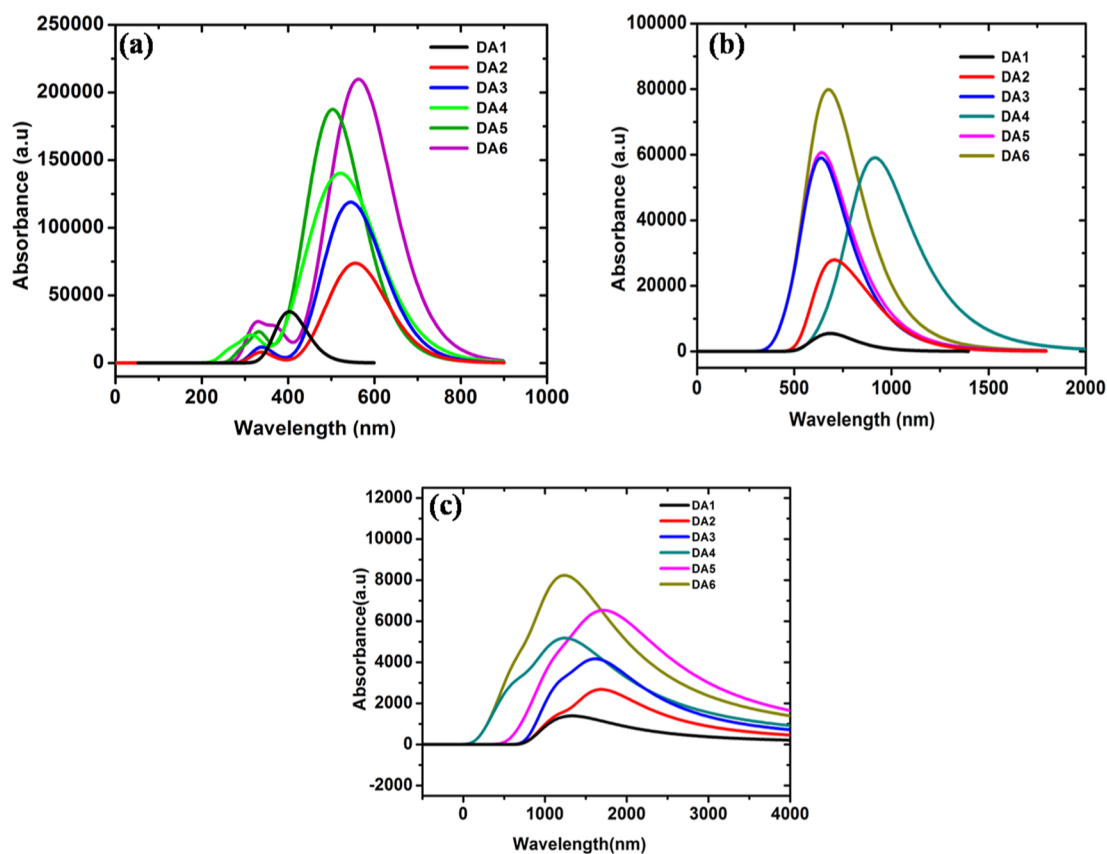 (a)
250000
200000
150000
100000
50000
0
Absorbance (a.u)
DA1
DA2
DA3
DA4
DA5
DA6
0 200 400 600 800 1000
Wavelength (nm)
(b)
100000
80000
60000
40000
20000
0
Absorbance (a.u)
DA1
DA2
DA3
DA4
DA5
DA6
0 500 1000 1500 2000
Wavelength (nm)
(c)
12000
10000
8000
6000
4000
2000
0
-2000
Absorbance(a.u)
DA1
DA2
DA3
DA4
DA5
DA6
0 1000 2000 3000 4000
Wavelength(nm)